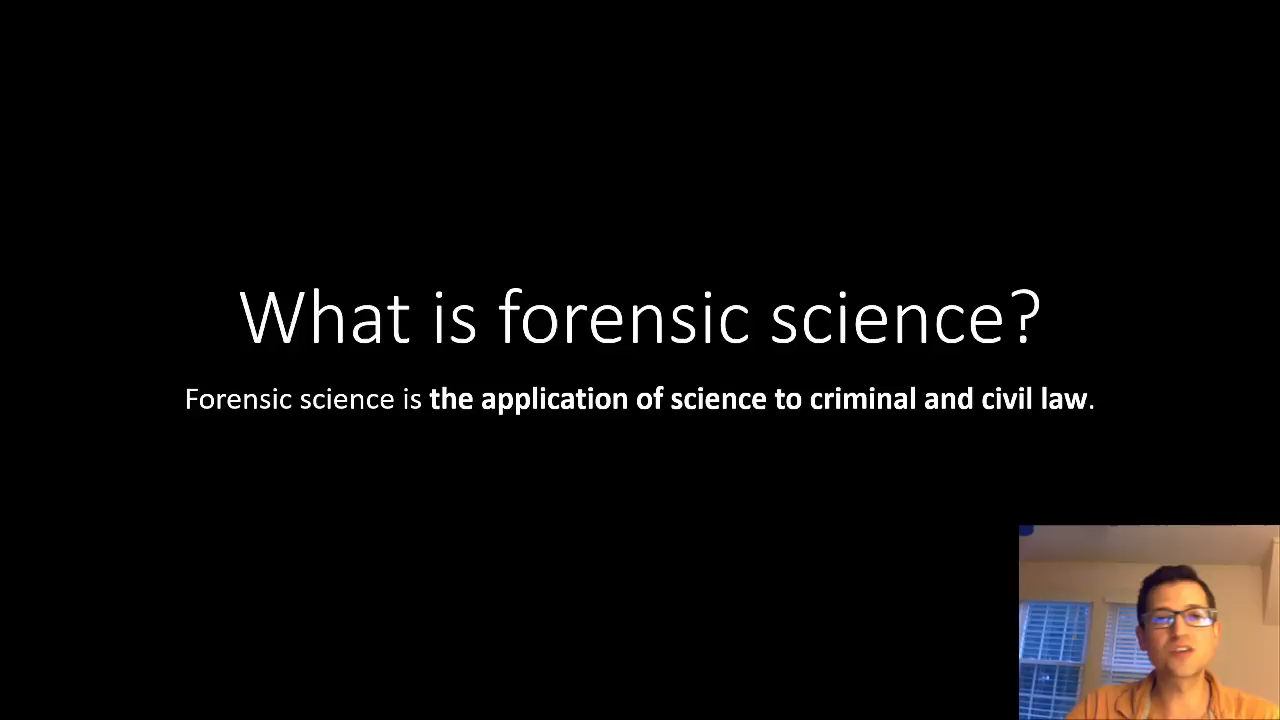 What is forensic science?
Forensic science is the application of science to criminal and civil law.